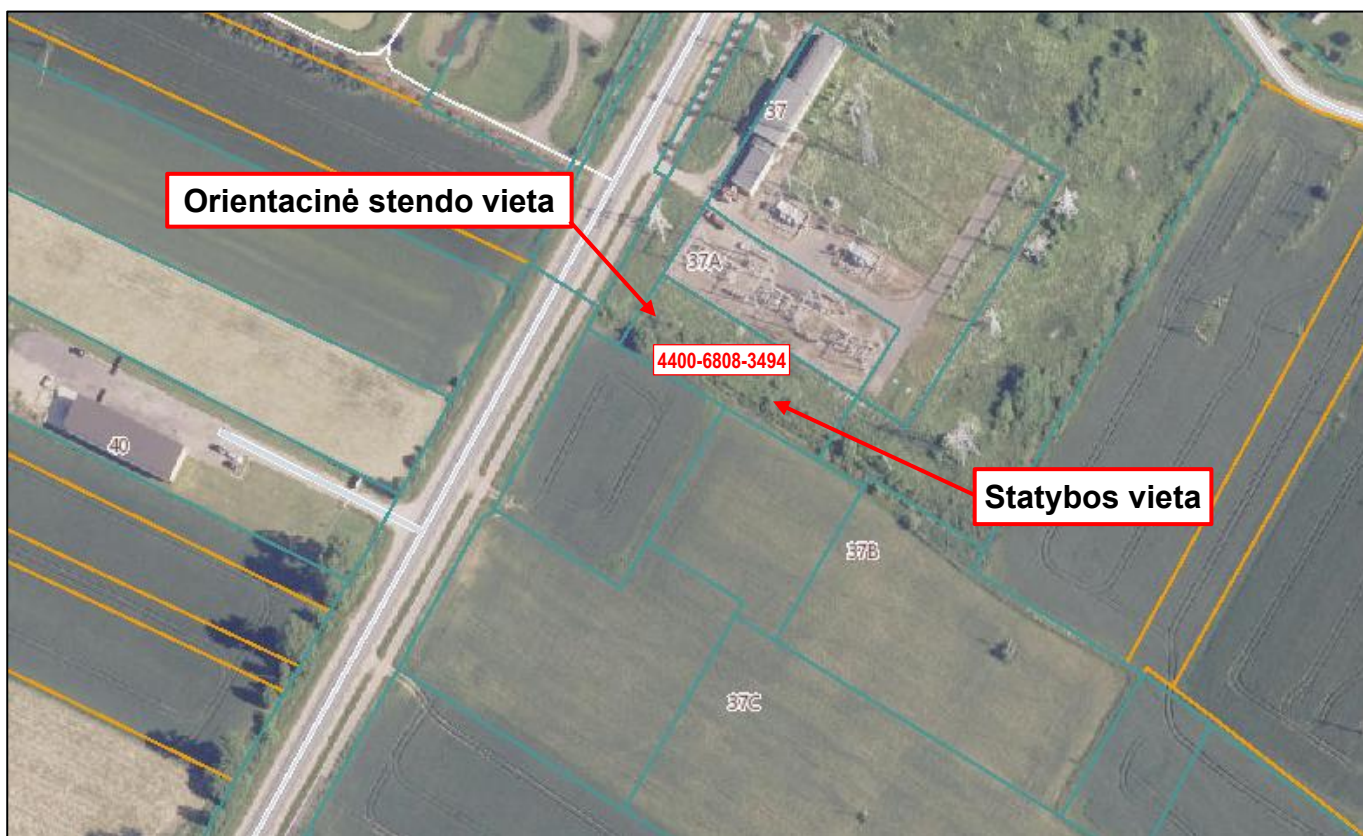 37
Orientacinė stendo vieta
37A
4400-6808-3494
40
Statybos vieta
37B
37C